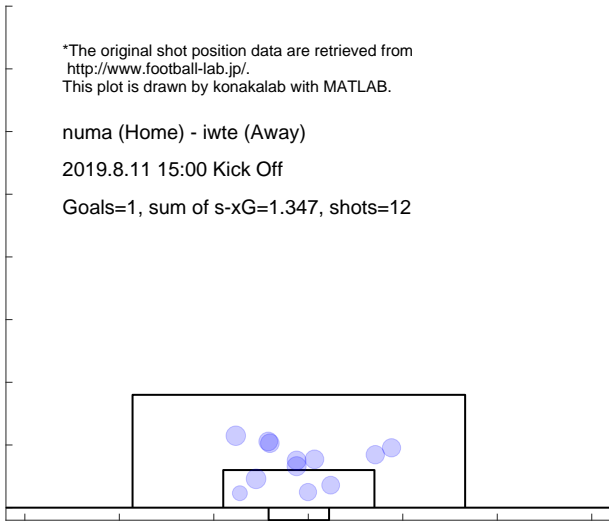 *The original shot position data are retrieved from
http://www.football-lab.jp/.
This plot is drawn by konakalab with MATLAB.
numa (Home) - iwte (Away)
2019.8.11 15:00 Kick Off
Goals=1, sum of s-xG=1.347, shots=12